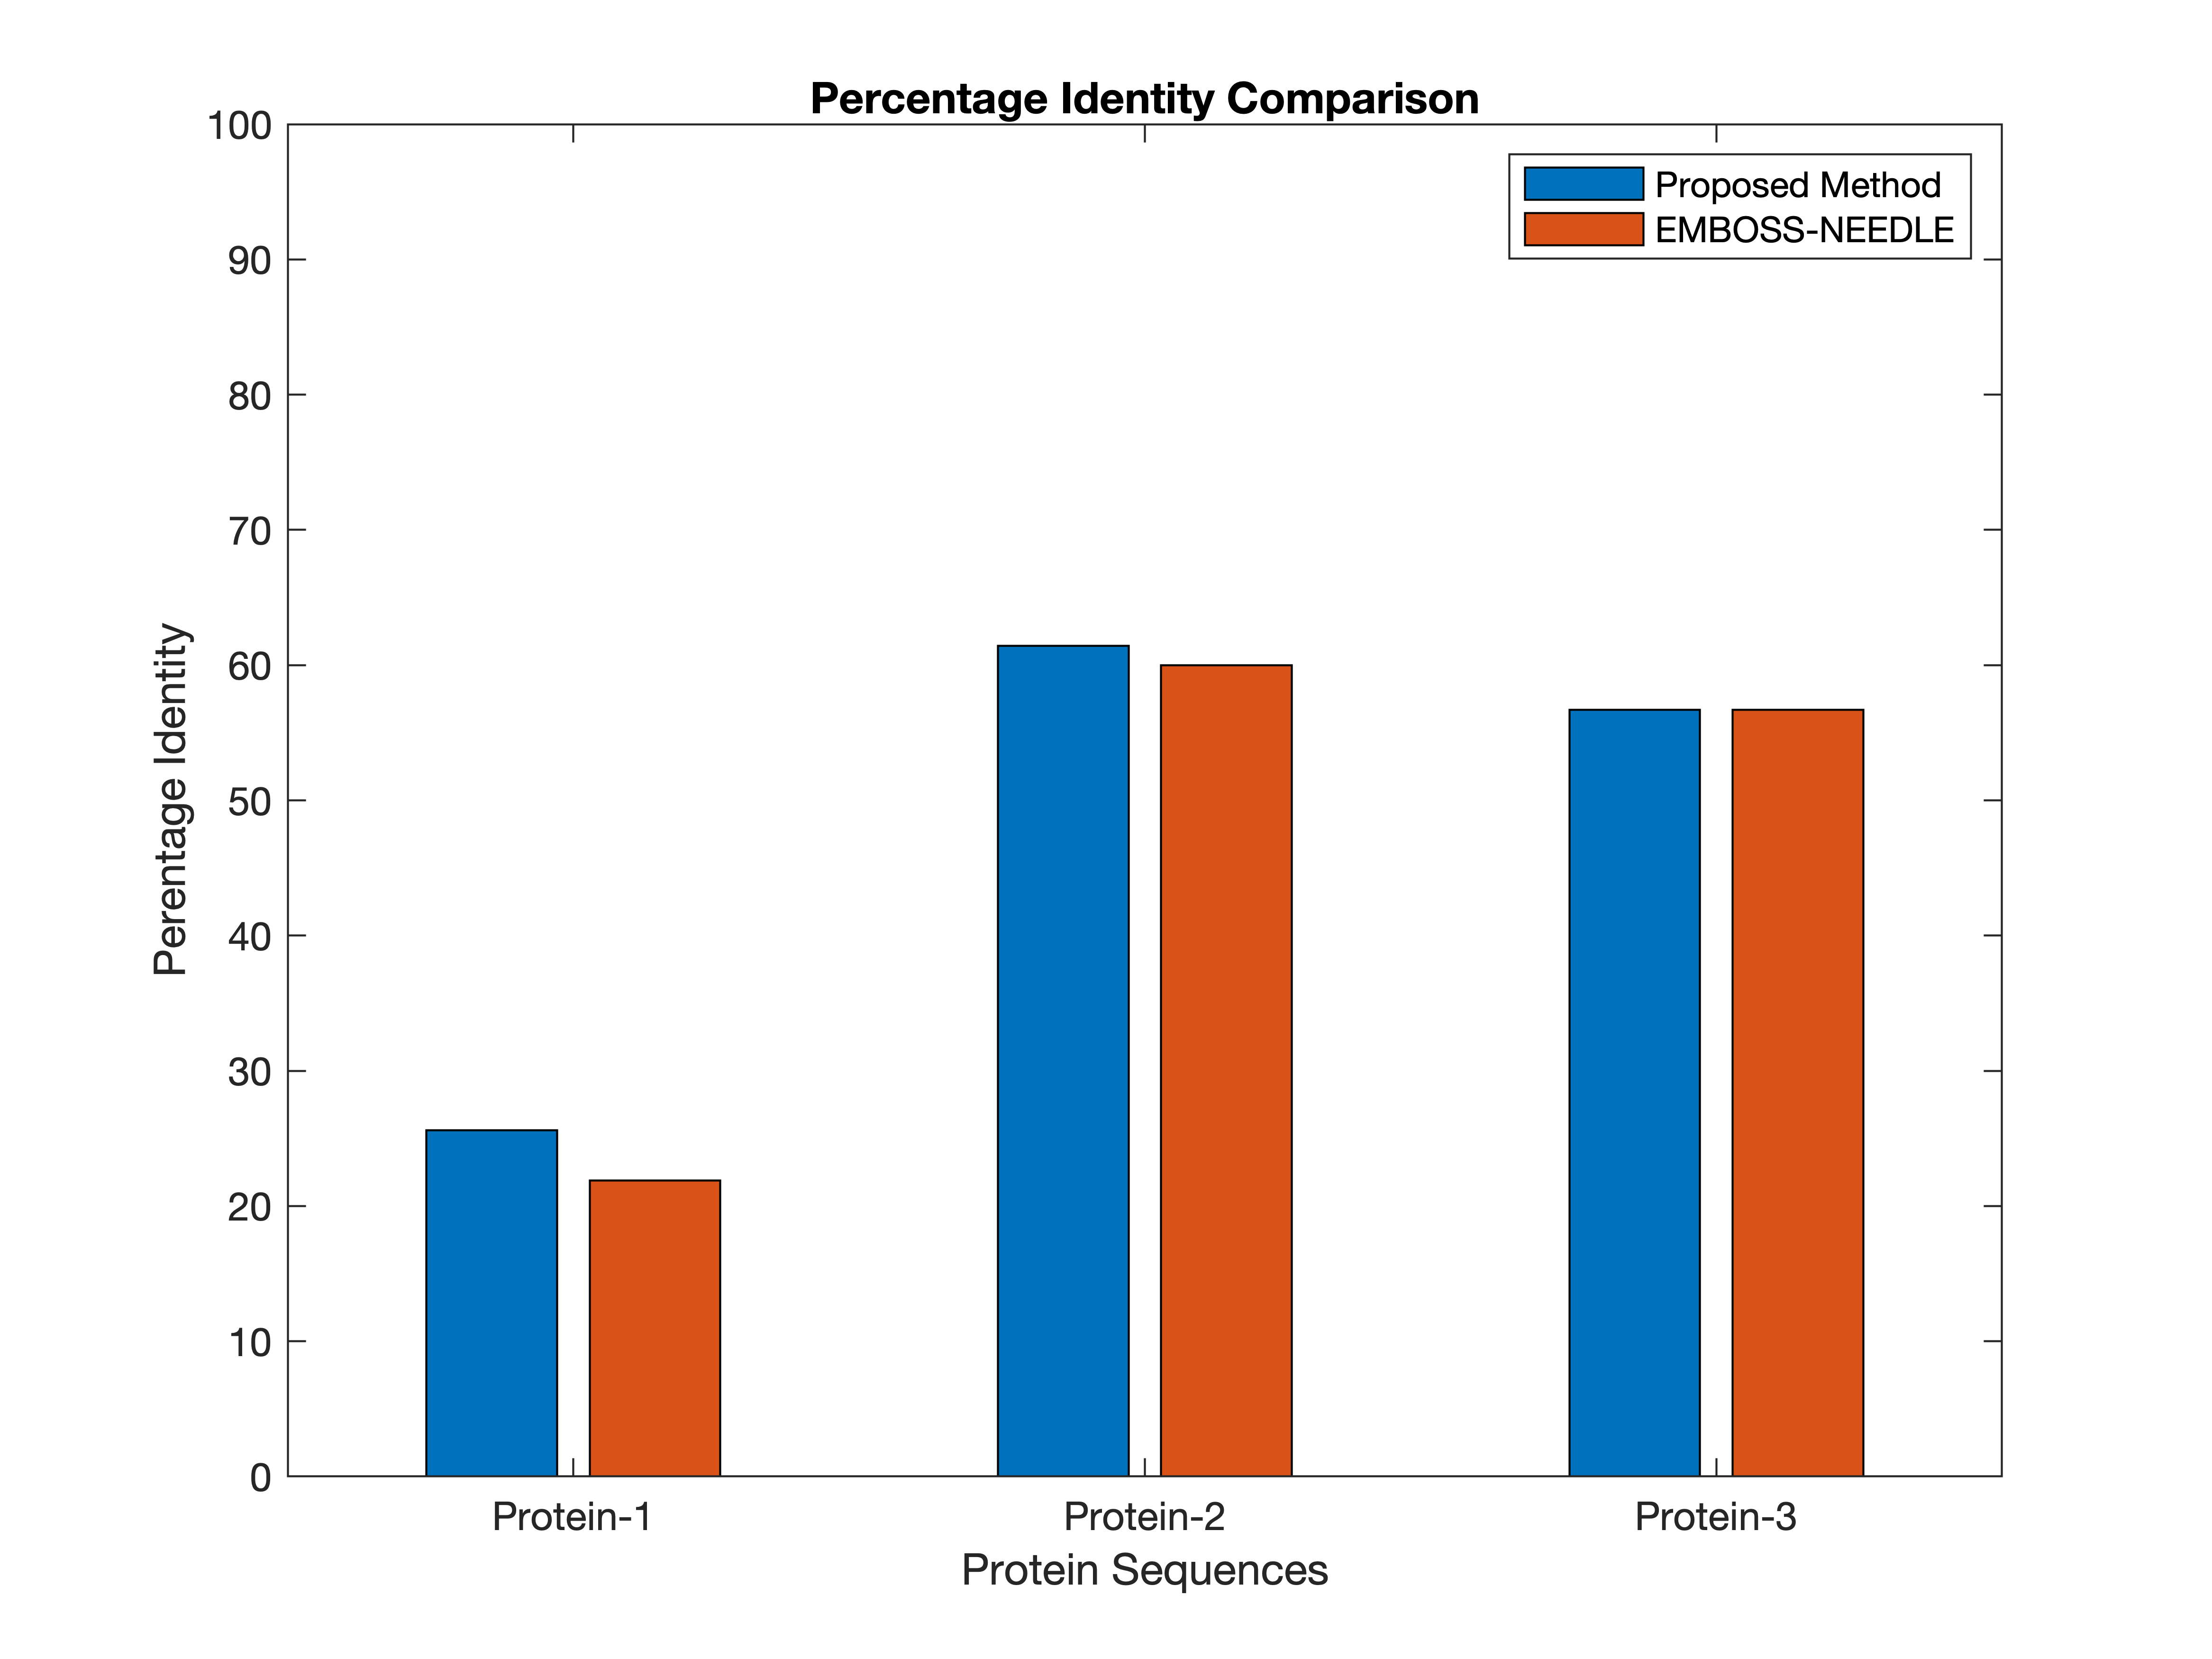 Percentage Identity Comparison
100
90
80
70
60
50
40
30
20
10
0
Perentage Identity
Proposed Method
EMBOSS-NEEDLE
Protein-1
Protein-2
Protein-3
Protein Sequences